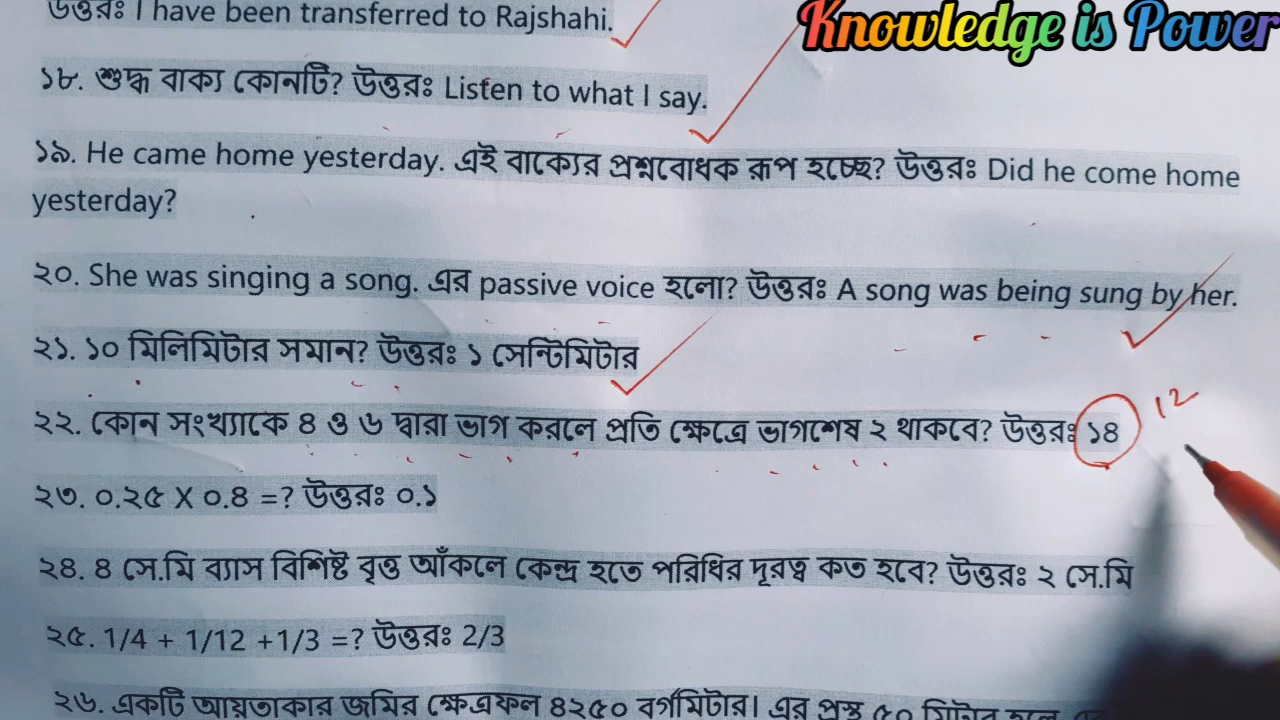 উত্তরঃ I have been transferred to Rajshahi.
Knowledge is Power
১৮. শুদ্ধ বাক্য কোনটি? উত্তরঃ Listen to what I say.
১৯. He came home yesterday. এই বাক্যের প্রশ্নবোধক রূপ হচ্ছে? উত্তরঃ Did he come home
yesterday?
২০. She was singing a song. এর passive voice হলো? উত্তরঃ A song was being sung by her.
২১. ১০ মিলিমিটার সমান? উত্তরঃ ১ সেন্টিমিটার
12
২২. কোন সংখ্যাকে ৪ ও ৬ দ্বারা ভাগ করলে প্রতি ক্ষেত্রে ভাগশেষ ২ থাকবে? উত্তরঃ ১৪
২৩. ০.২৫ X ০.৪ =? উত্তরঃ ০.১
২৪. ৪ সে.মি ব্যাস বিশিষ্ট বৃত্ত আঁকলে কেন্দ্র হতে পরিধির দূরত্ব কত হবে? উত্তরঃ ২ সে.মি
২৫. 1/4 + 1/12 +1/3 =? উত্তরঃ 2/3
২৬. একটি আয়তাকার জমির ক্ষেত্রফল ৪২৫০ বর্গমিটার। এর প্রস্থ ৫০ মিটার হলে